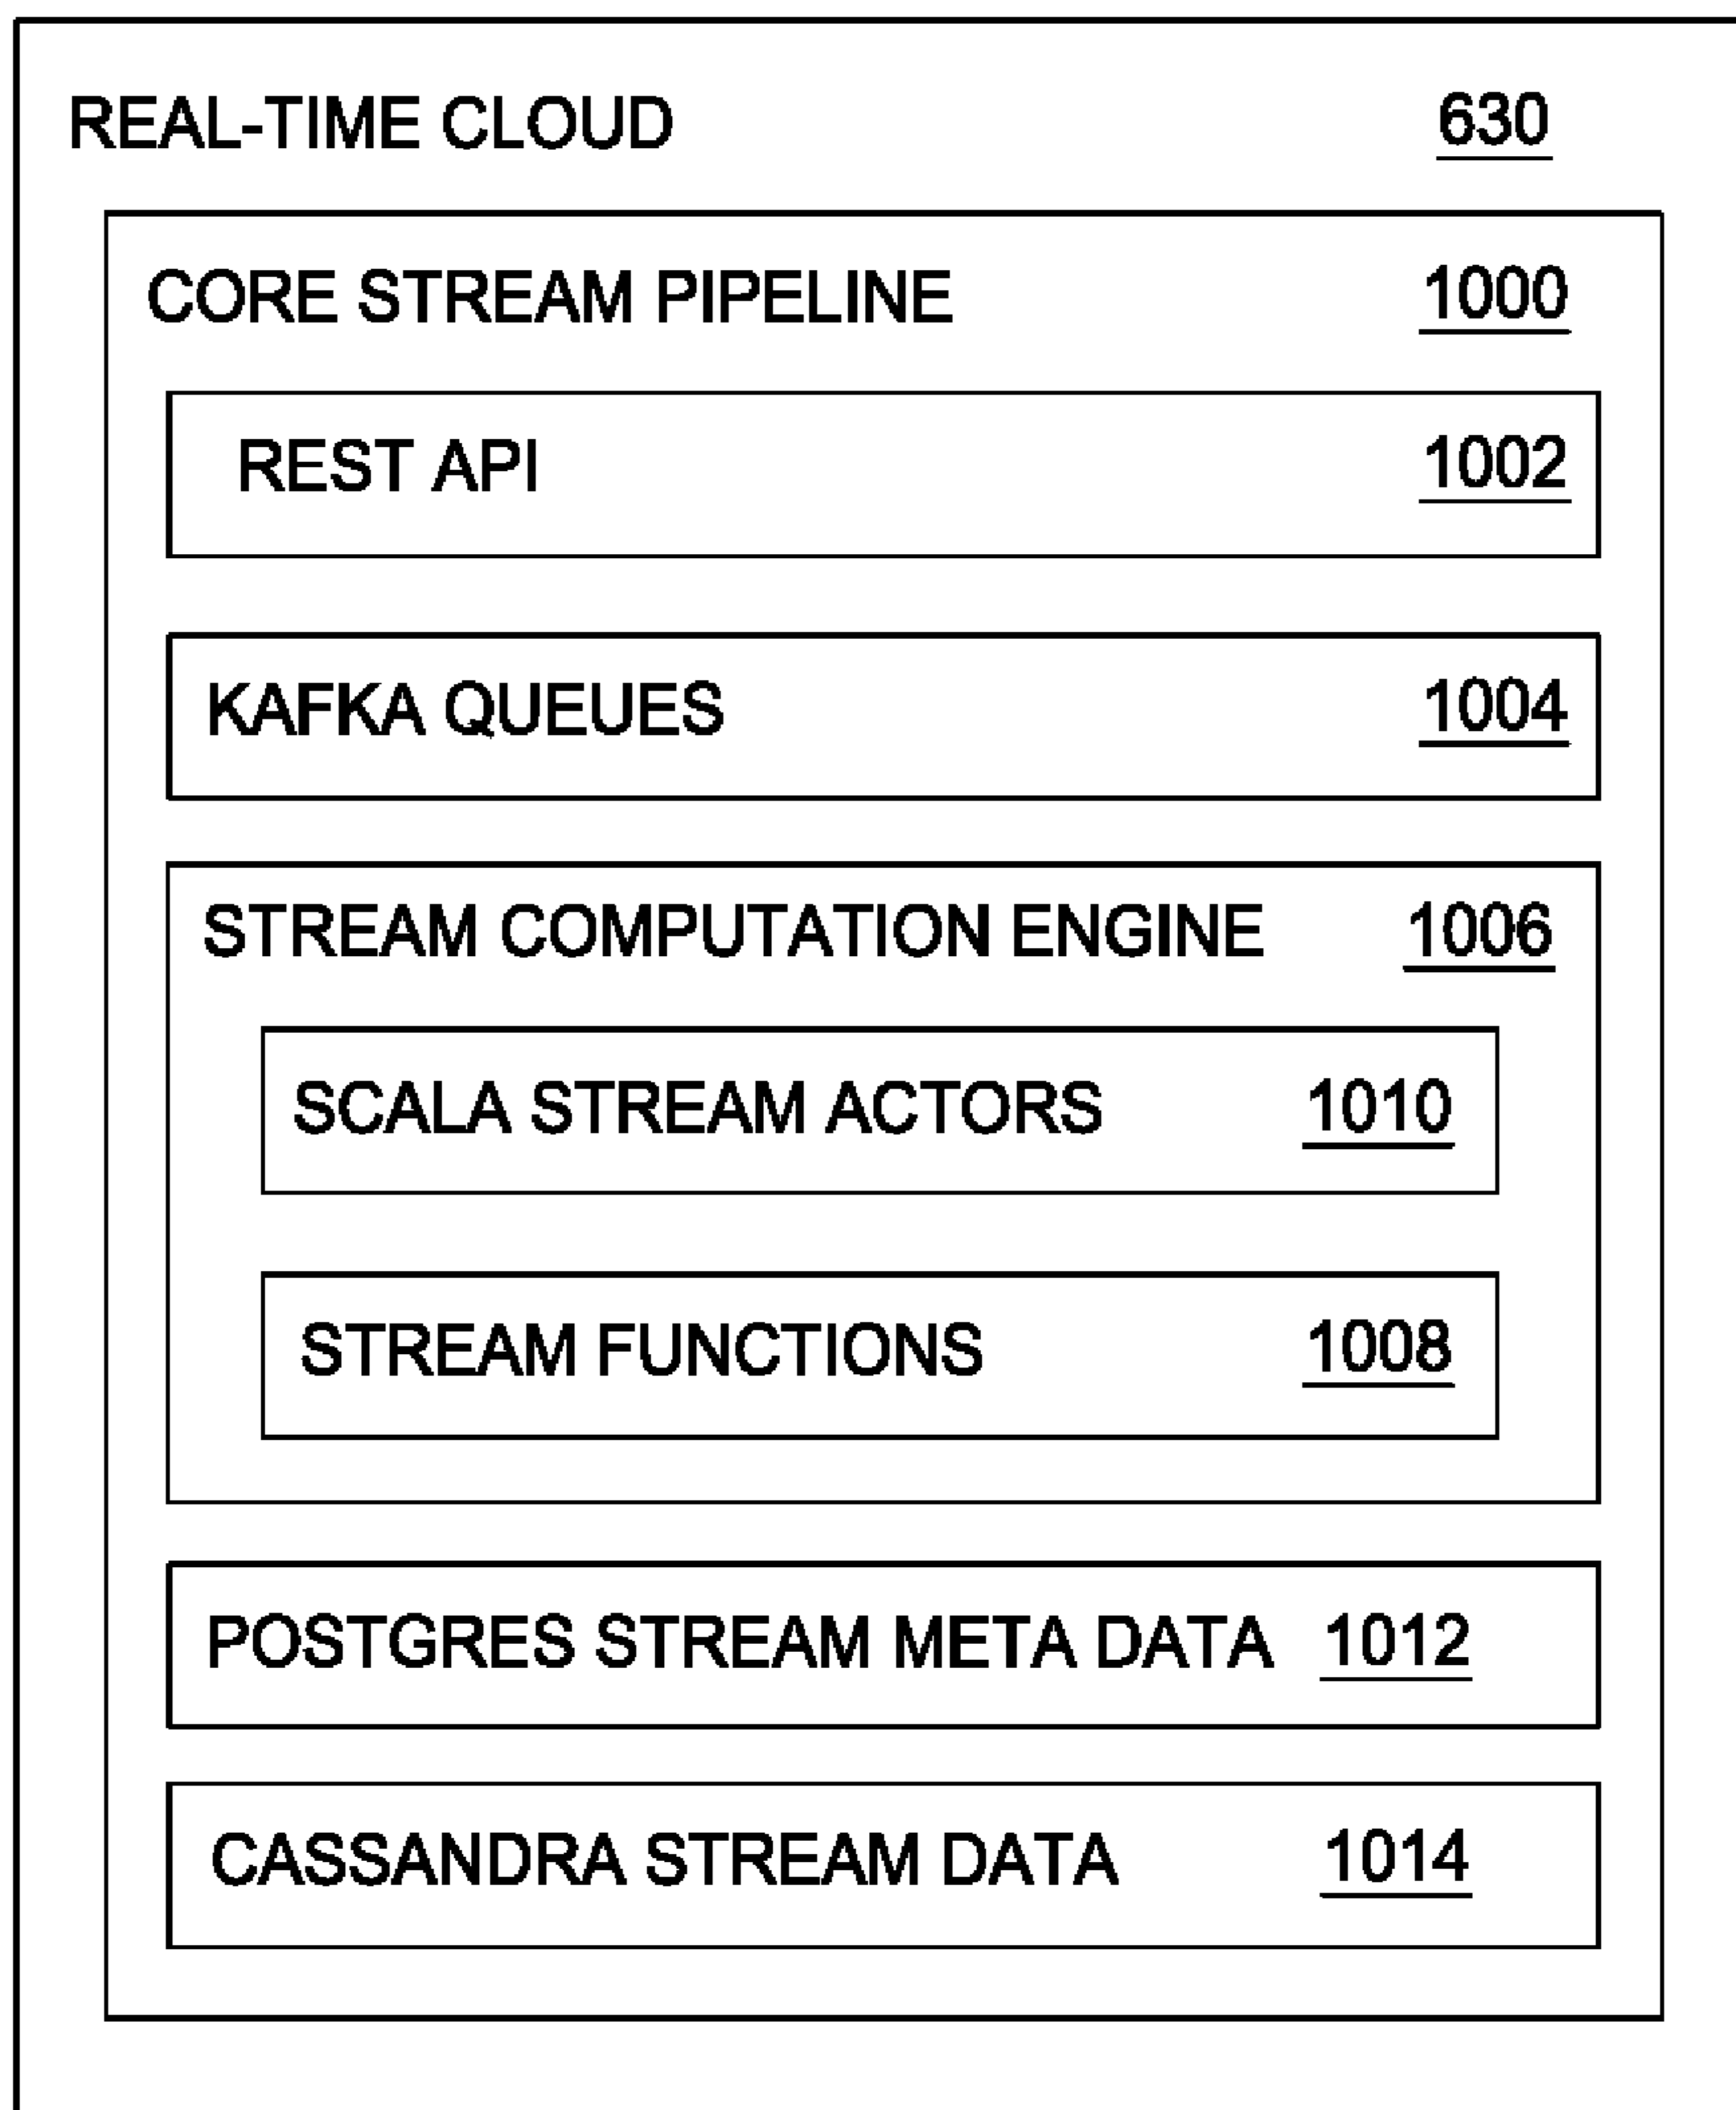 REAL-TIME CLOUD 630
CORE STREAM PIPELINE 1000
REST API 1002
KAFKA QUEUES 1004
STREAM COMPUTATION ENGINE 1006
SCALA STREAM ACTORS 1010
STREAM FUNCTIONS 1008
POSTGRES STREAM META DATA 1012
CASSANDRA STREAM DATA 1014